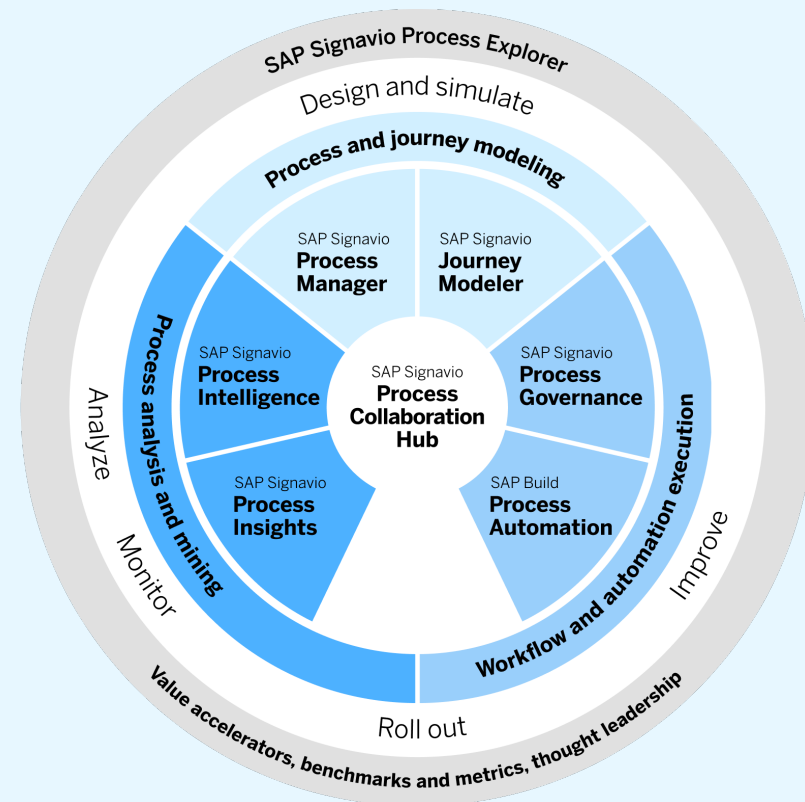 SAP Signavio Process Explorer
Design and simulate
Process and journey modeling
SAP Signavio
Process
Manager
SAP Signavio
Journey
Modeler
SAP Signavio
Process
Intelligence
SAP Signavio
Process
Collaboration
Hub
SAP Signavio
Process
Governance
SAP Signavio
Process
Insights
SAP Build
Process
Automation
Process analysis and mining
Workflow and automation execution
Analyze
Monitor
Improve
Roll out
Value accelerators, benchmarks and metrics, thought leadership